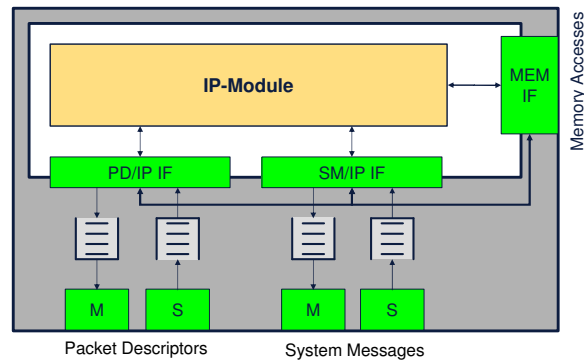 IP-Module
MEM
IF
Memory Accesses
PD/IP IF
SM/IP IF
M
S
M
S
Packet Descriptors
System Messages